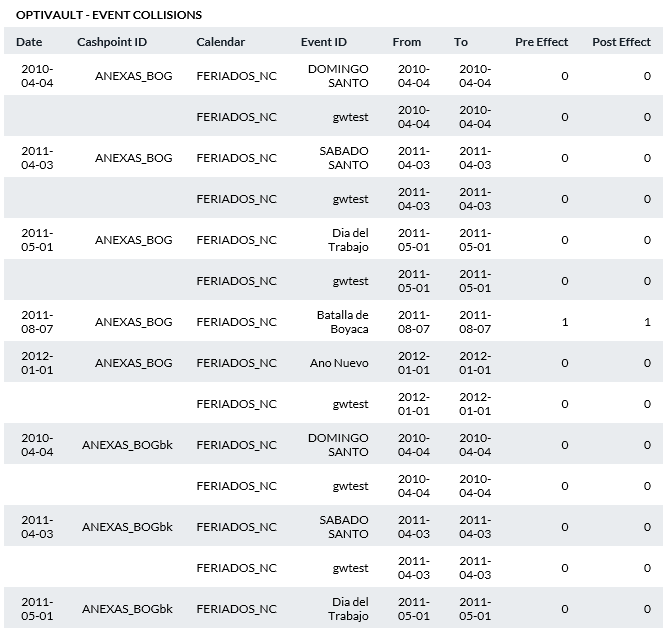 OPTIVAULT - EVENT COLLISIONS
Date Cashpoint ID Calendar Event ID From To Pre Effect Post Effect
2010-04-04 ANEXAS_BOG FERIADOS_NC DOMINGO SANTO 2010-04-04 2010-04-04 0 0
FERIADOS_NC gwtest 2010-04-04 2010-04-04 0 0
2011-04-03 ANEXAS_BOG FERIADOS_NC SABADO SANTO 2011-04-03 2011-04-03 0 0
FERIADOS_NC gwtest 2011-04-03 2011-04-03 0 0
2011-05-01 ANEXAS_BOG FERIADOS_NC Dia del Trabajo 2011-05-01 2011-05-01 0 0
FERIADOS_NC gwtest 2011-05-01 2011-05-01 0 0
2011-08-07 ANEXAS_BOG FERIADOS_NC Batalla de Boyaca 2011-08-07 2011-08-07 1 1
2012-01-01 ANEXAS_BOG FERIADOS_NC Ano Nuevo 2012-01-01 2012-01-01 0 0
FERIADOS_NC gwtest 2012-01-01 2012-01-01 0 0
2010-04-04 ANEXAS_BOGbk FERIADOS_NC DOMINGO SANTO 2010-04-04 2010-04-04 0 0
FERIADOS_NC gwtest 2010-04-04 2010-04-04 0 0
2011-04-03 ANEXAS_BOGbk FERIADOS_NC SABADO SANTO 2011-04-03 2011-04-03 0 0
FERIADOS_NC gwtest 2011-04-03 2011-04-03 0 0
2011-05-01 ANEXAS_BOGbk FERIADOS_NC Dia del Trabajo 2011-05-01 2011-05-01 0 0